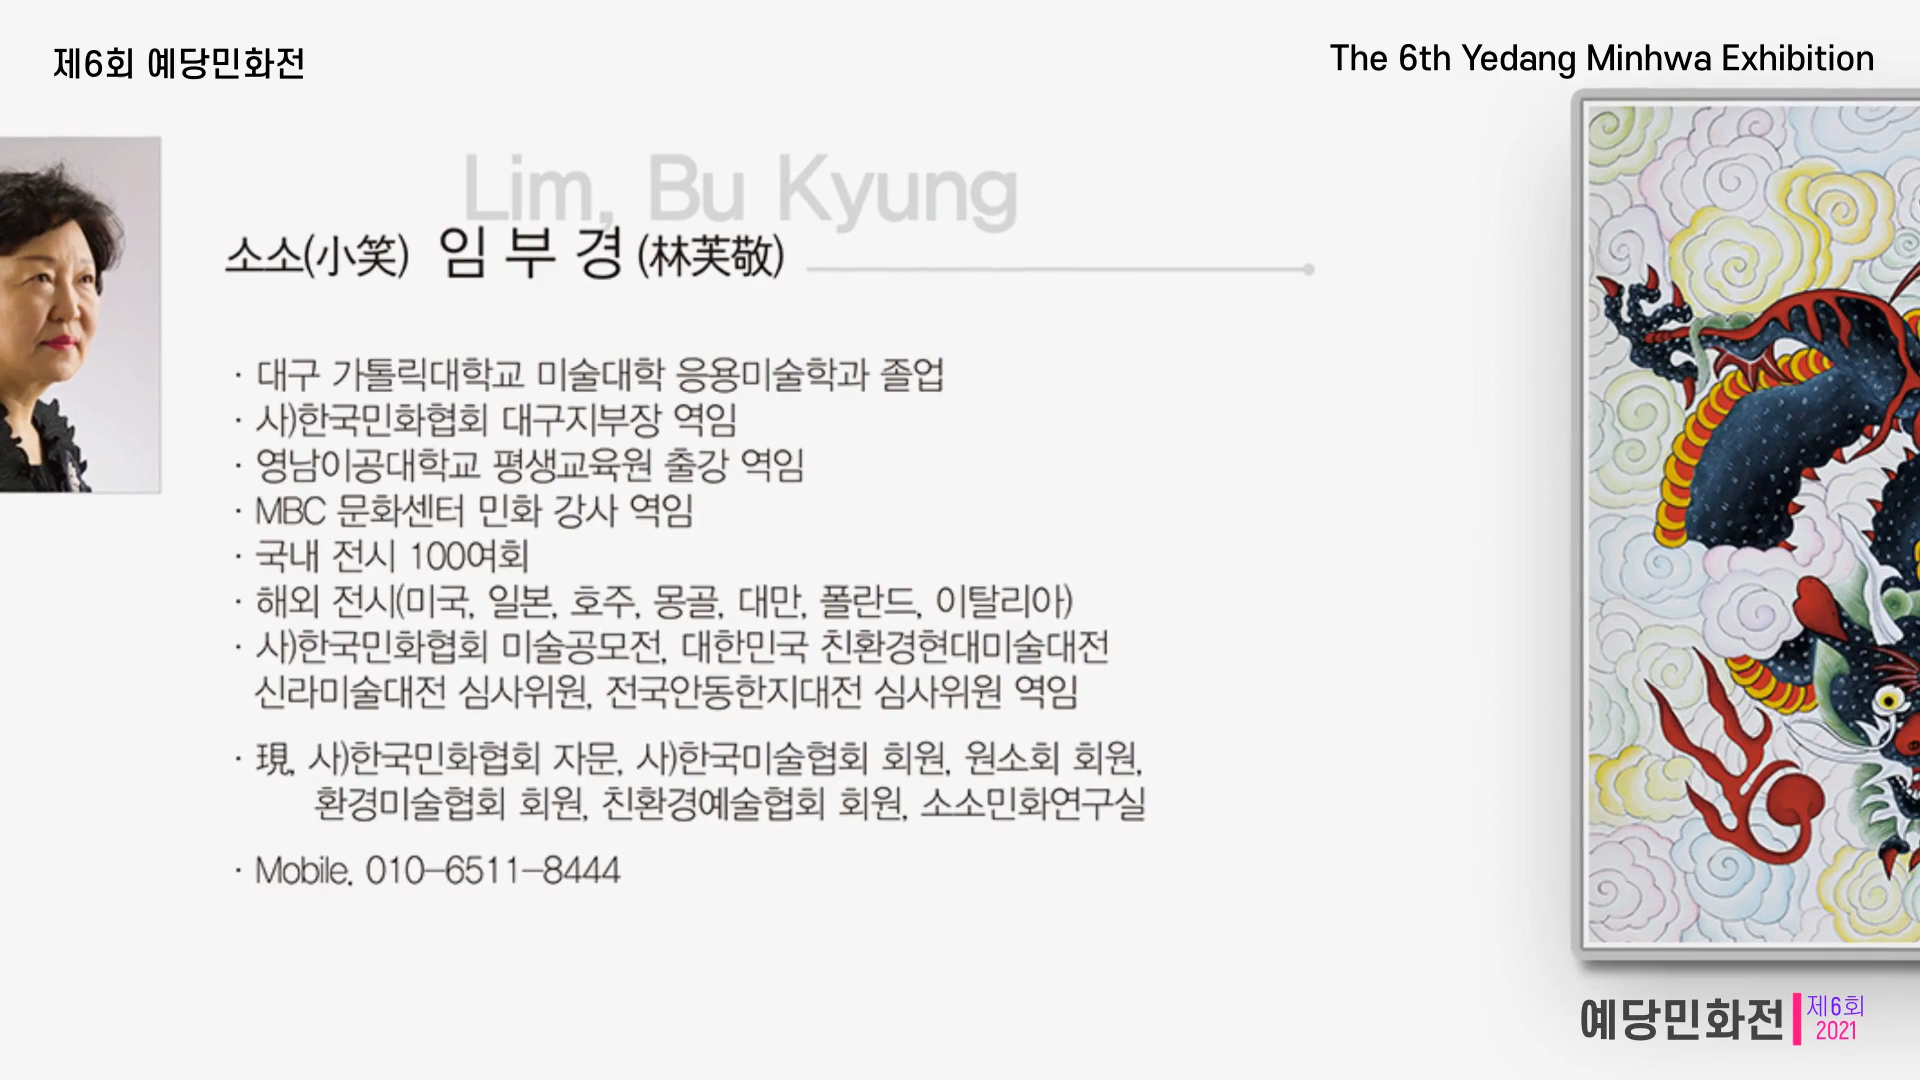 제6회 예당민화전
The 6th Yedang Minhwa Exhibition
Lim, Bu Kyung
소소(小笑) 임부경(林芙敬)
· 대구 가톨릭대학교 미술대학 응용미술학과 졸업
· 사)한국민화협회 대구지부장 역임
· 영남이공대학교 평생교육원 출강 역임
· MBC 문화센터 민화 강사 역임
· 국내 전시 100여회
· 해외 전시(미국, 일본, 호주, 몽골, 대만, 폴란드, 이탈리아)
· 사)한국민화협회 미술공모전, 대한민국 친환경현대미술대전
신라미술대전 심사위원, 전국안동한지대전 심사위원 역임
· 現, 사)한국민화협회 자문, 사)한국미술협회 회원, 원소회 회원,
환경미술협회 회원, 친환경예술협회 회원, 소소민화연구실
· Mobile. 010-6511-8444
예당민화전 제6회
2021